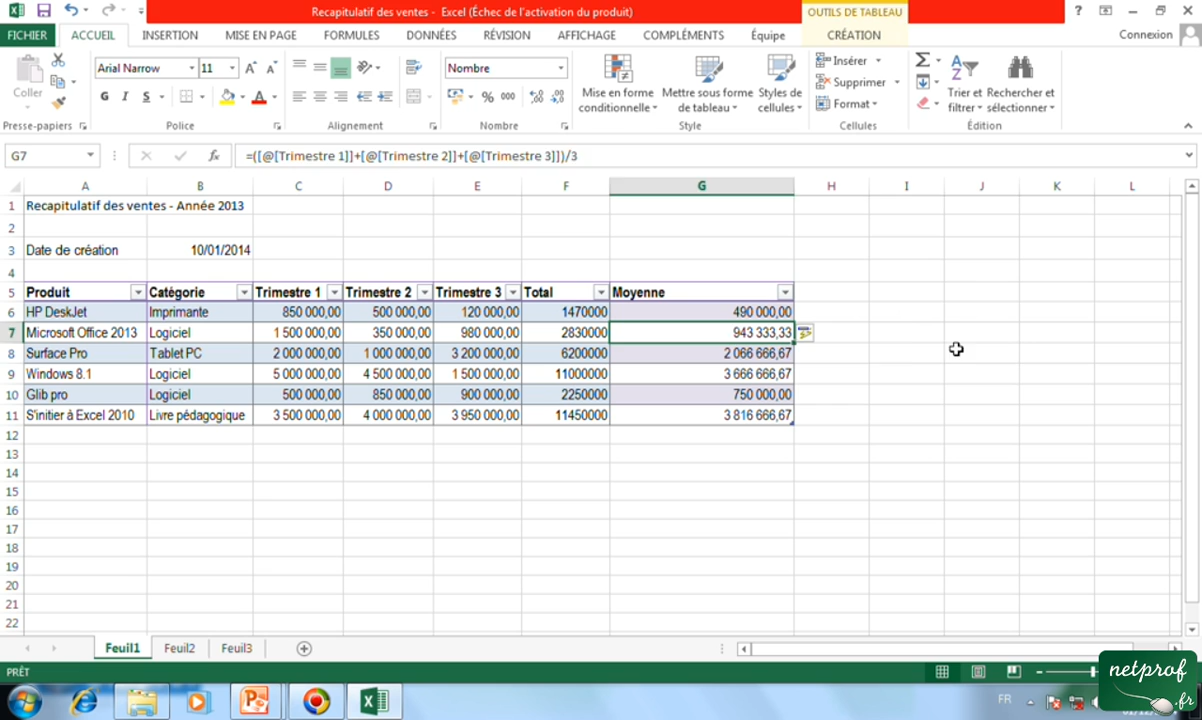 Recapitulatif des ventes - Excel (Échec de l'activation du produit)
OUTILS DE TABLEAU
?
FICHIER ACCUEIL INSERTION MISE EN PAGE FORMULES DONNÉES RÉVISION AFFICHAGE COMPLÉMENTS Équipe CRÉATION Connexion
Coller
Arial Narrow 11
G I S
Nombre
% 000
Mise en forme conditionnelle
Mettre sous forme de tableau
Styles de cellules
Insérer
Supprimer
Format
Trier et filtrer
Rechercher et sélectionner
Presse-papiers Police Alignement Nombre Style Cellules Édition
G7 fx =([@[Trimestre 1]]+[@[Trimestre 2]]+[@[Trimestre 3]])/3
A B C D E F G H I J K L
1 Recapitulatif des ventes - Année 2013
2
3 Date de création 10/01/2014
4
5 Produit Catégorie Trimestre 1 Trimestre 2 Trimestre 3 Total Moyenne
6 HP DeskJet Imprimante 850 000,00 500 000,00 120 000,00 1470000 490 000,00
7 Microsoft Office 2013 Logiciel 1 500 000,00 350 000,00 980 000,00 2830000 943 333,33
8 Surface Pro Tablet PC 2 000 000,00 1 000 000,00 3 200 000,00 6200000 2 066 666,67
9 Windows 8.1 Logiciel 5 000 000,00 4 500 000,00 1 500 000,00 11000000 3 666 666,67
10 Glib pro Logiciel 500 000,00 850 000,00 900 000,00 2250000 750 000,00
11 S'initier à Excel 2010 Livre pédagogique 3 500 000,00 4 000 000,00 3 950 000,00 11450000 3 816 666,67
12
13
14
15
16
17
18
19
20
21
22
Feuil1 Feuil2 Feuil3
PRÊT
netprof
.fr
FR